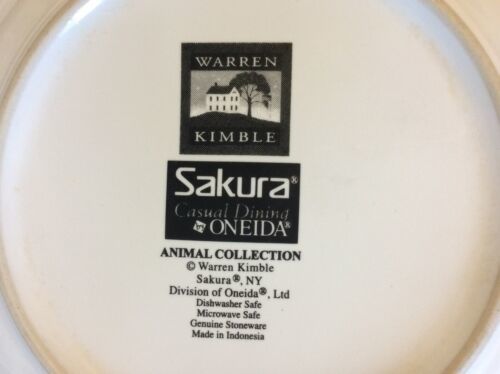 WARREN
KIMBLE
Sakura®
Casual Dining
by ONEIDA®
ANIMAL COLLECTION
© Warren Kimble
Sakura®, NY
Division of Oneida®, Ltd
Dishwasher Safe
Microwave Safe
Genuine Stoneware
Made in Indonesia